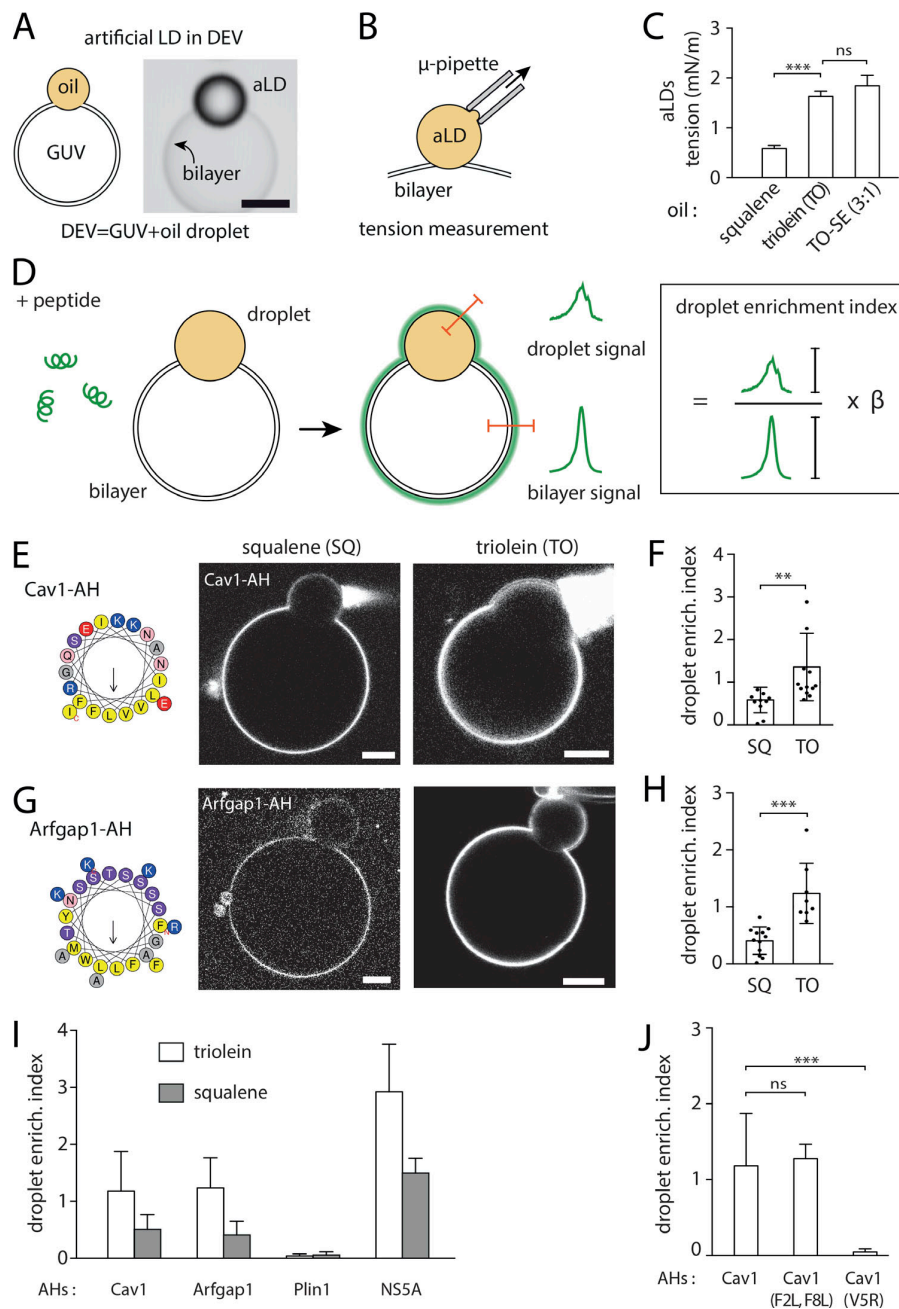 A
artificial LD in DEV
oil
GUV
aLD
bilayer
DEV=GUV+oil droplet
B
μ-pipette
aLD
bilayer
tension measurement
C
aLDs
tension (mN/m)
3
2
1
0
***
ns
oil :
squalene
triolein (TO)
TO-SE (3:1)
D
+ peptide
droplet
bilayer
droplet signal
bilayer signal
droplet enrichment index
= x β
E
squalene (SQ)
triolein (TO)
Cav1-AH
Cav1-AH
F
droplet enrich. index
4
3
2
1
0
**
SQ TO
G
Arfgap1-AH
Arfgap1-AH
H
droplet enrich. index
3
2
1
0
***
SQ TO
I
droplet enrich. index
4
3
2
1
0
triolein
squalene
AHs : Cav1 Arfgap1 Plin1 NS5A
J
droplet enrich. index
3
2
1
0
***
ns
AHs : Cav1 Cav1 Cav1
(F2L, F8L) (V5R)